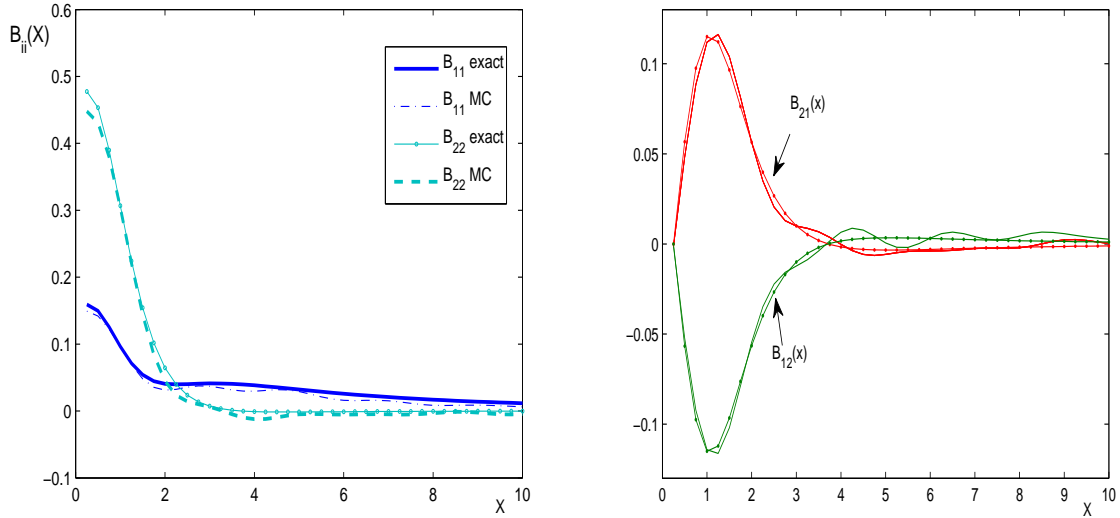 0.6
0.5
0.4
0.3
0.2
0.1
0
−0.1
B_ii(X)
B_11 exact
B_11 MC
B_22 exact
B_22 MC
0 2 4 6 8 10
X
0.1
0.05
0
−0.05
−0.1
B_21(x)
B_12(x)
0 1 2 3 4 5 6 7 8 9 10
X